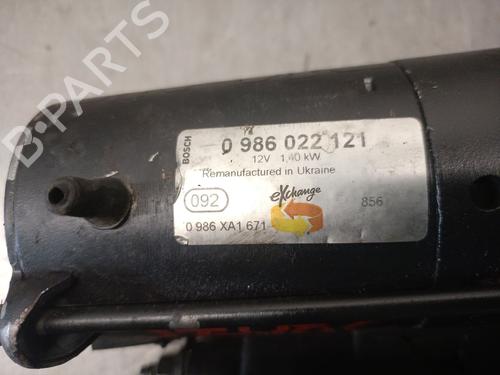 B-PARTS
BOSCH
0 986 022 121
12V 1,40 kW
Remanufactured in Ukraine
092
eXchange
856
0 986 XA1 671